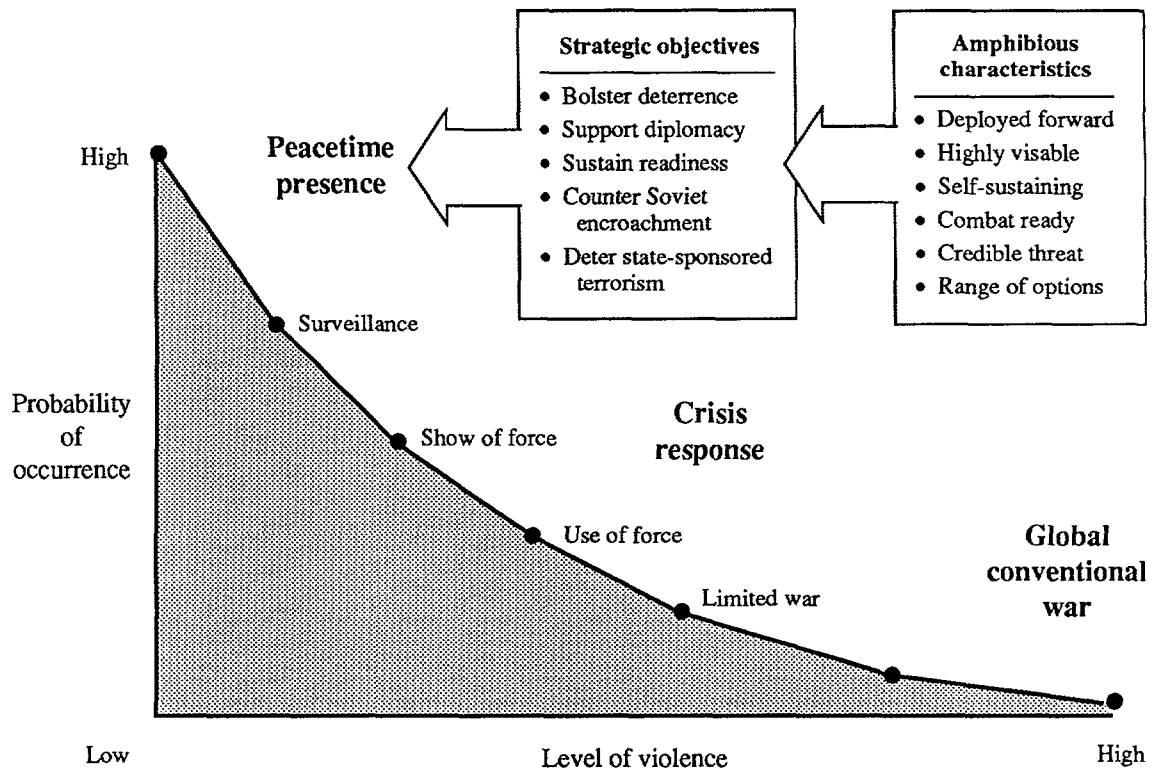 Strategic objectives
• Bolster deterrence
• Support diplomacy
• Sustain readiness
• Counter Soviet
encroachment
• Deter state-sponsored
terrorism
Amphibious
characteristics
• Deployed forward
• Highly visable
• Self-sustaining
• Combat ready
• Credible threat
• Range of options
Peacetime
presence
High
Surveillance
Probability
of
occurrence
Show of force
Crisis
response
Use of force
Global
conventional
war
Limited war
Low
Level of violence
High